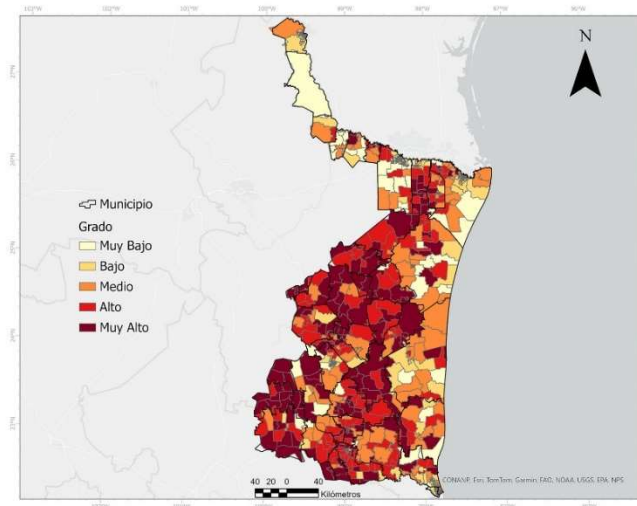 N
Municipio
Grado
Muy Bajo
Bajo
Medio
Alto
Muy Alto
40 20 0 40
Kilómetros
CONANP, Esri, TomTom, Garmin, FAO, NOAA, USGS, EPA, NPS